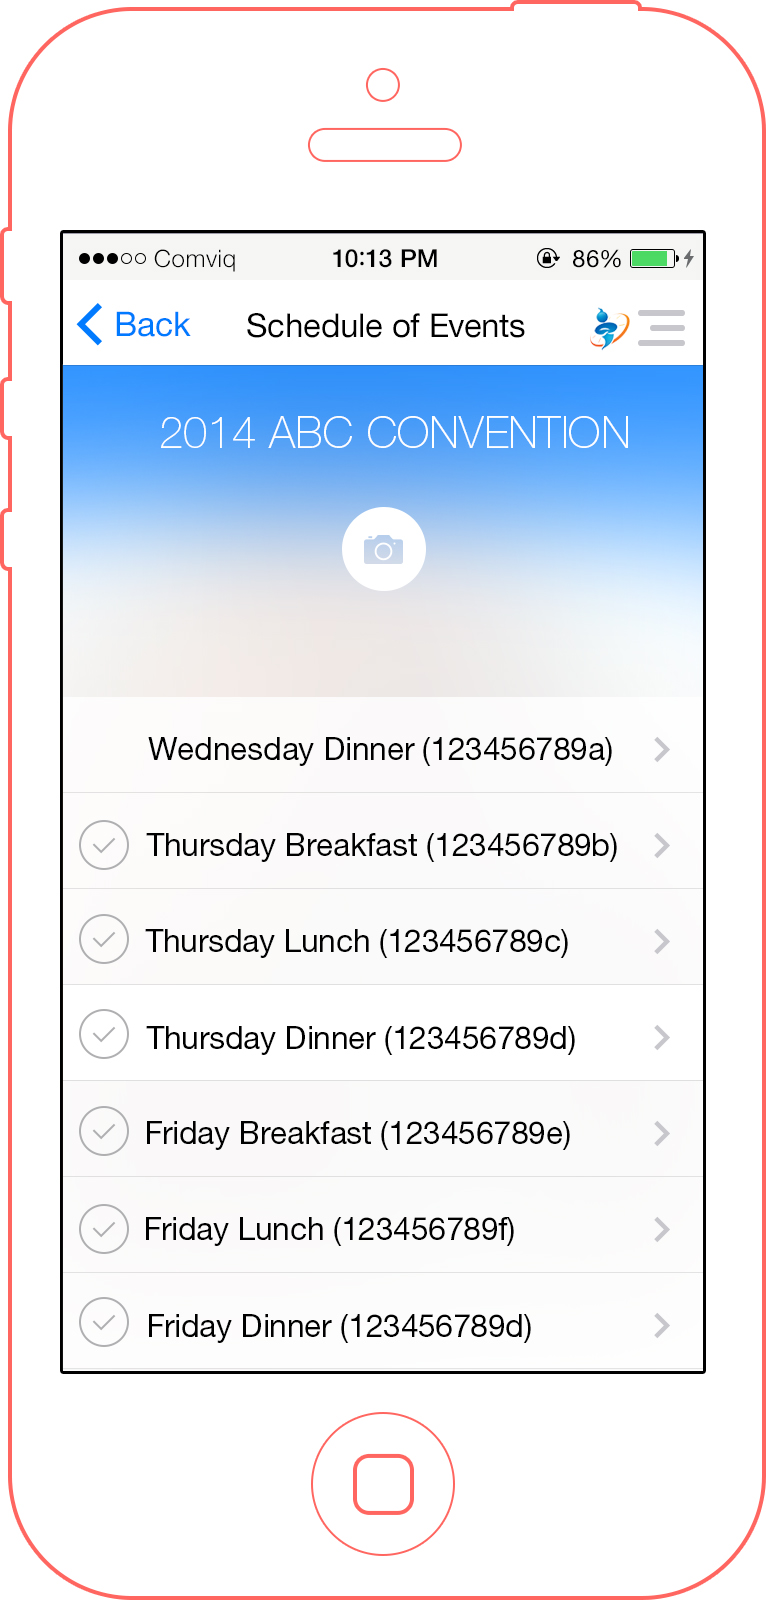 Comviq 10:13 PM 86%
Back Schedule of Events
2014 ABC CONVENTION
Wednesday Dinner (123456789a)
Thursday Breakfast (123456789b)
Thursday Lunch (123456789c)
Thursday Dinner (123456789d)
Friday Breakfast (123456789e)
Friday Lunch (123456789f)
Friday Dinner (123456789d)